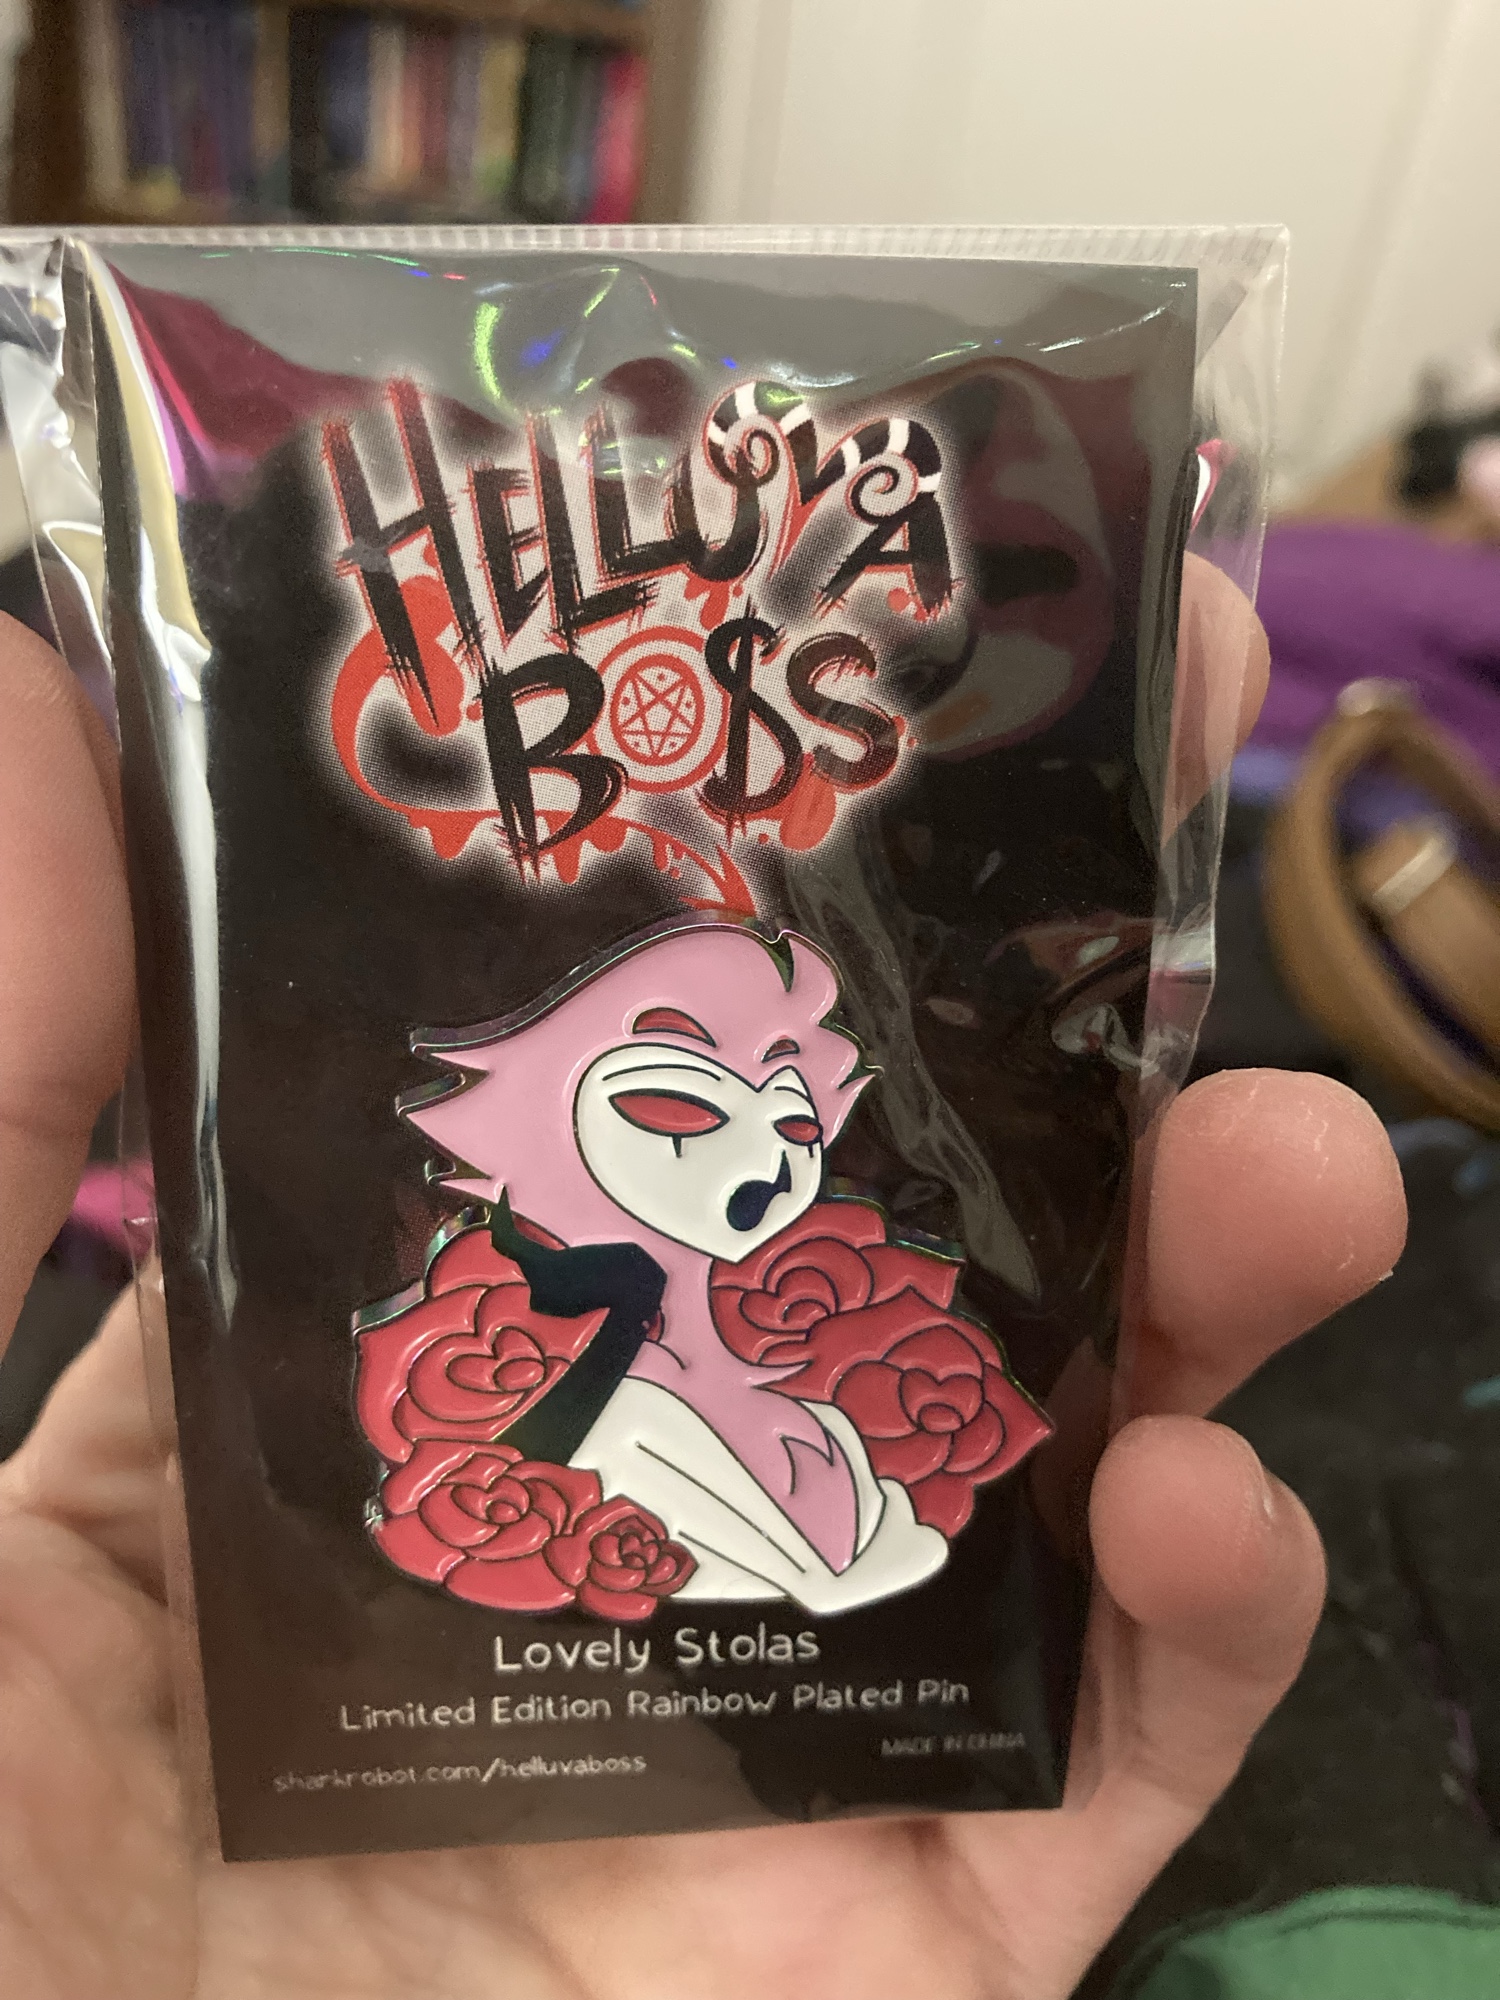 HELLUVA
BOSS
Lovely Stolas
Limited Edition Rainbow Plated Pin
MADE IN CHINA
sharkrobot.com/helluvaboss